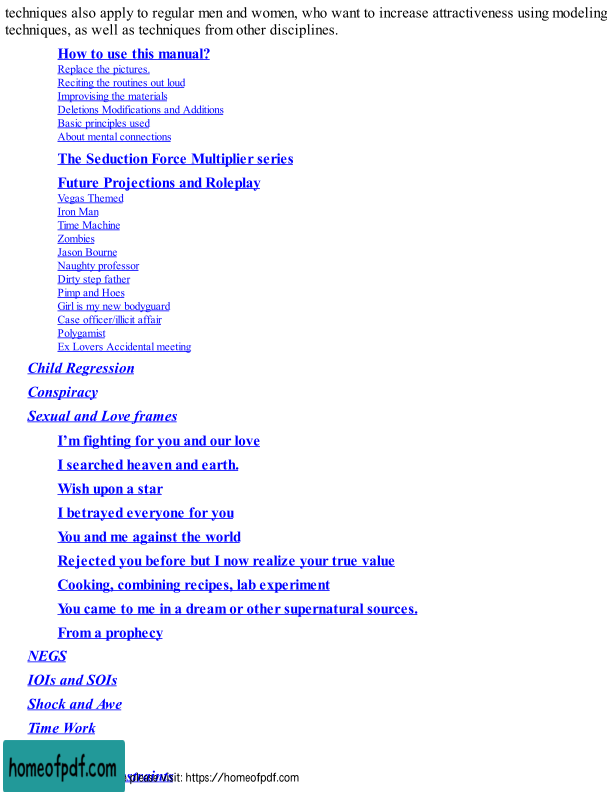 techniques also apply to regular men and women, who want to increase attractiveness using modeling
techniques, as well as techniques from other disciplines.
How to use this manual?
Replace the pictures.
Reciting the routines out loud
Improvising the materials
Deletions Modifications and Additions
Basic principles used
About mental connections
The Seduction Force Multiplier series
Future Projections and Roleplay
Vegas Themed
Iron Man
Time Machine
Zombies
Jason Bourne
Naughty professor
Dirty step father
Pimp and Hoes
Girl is my new bodyguard
Case officer/illicit affair
Polygamist
Ex Lovers Accidental meeting
Child Regression
Conspiracy
Sexual and Love frames
I'm fighting for you and our love
I searched heaven and earth.
Wish upon a star
I betrayed everyone for you
You and me against the world
Rejected you before but I now realize your true value
Cooking, combining recipes, lab experiment
You came to me in a dream or other supernatural sources.
From a prophecy
NEGS
IOIs and SOIs
Shock and Awe
Time Work
homeofpdf.com please visit: https://homeofpdf.com